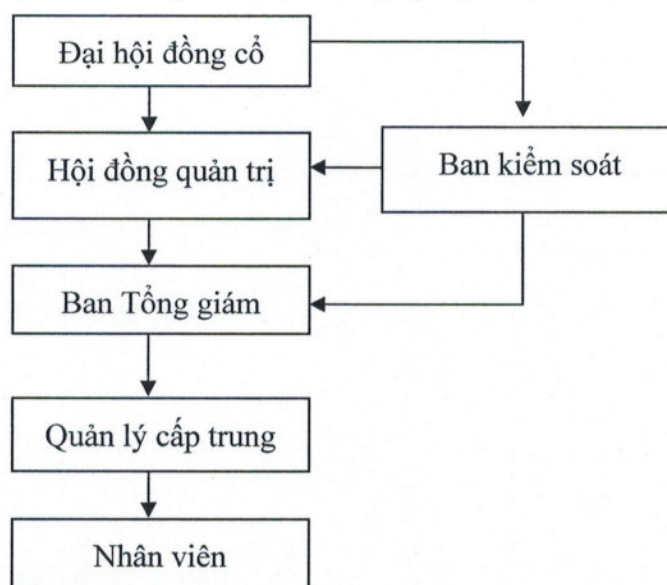 Đại hội đồng cổ
Hội đồng quản trị
Ban kiểm soát
Ban Tổng giám
Quản lý cấp trung
Nhân viên